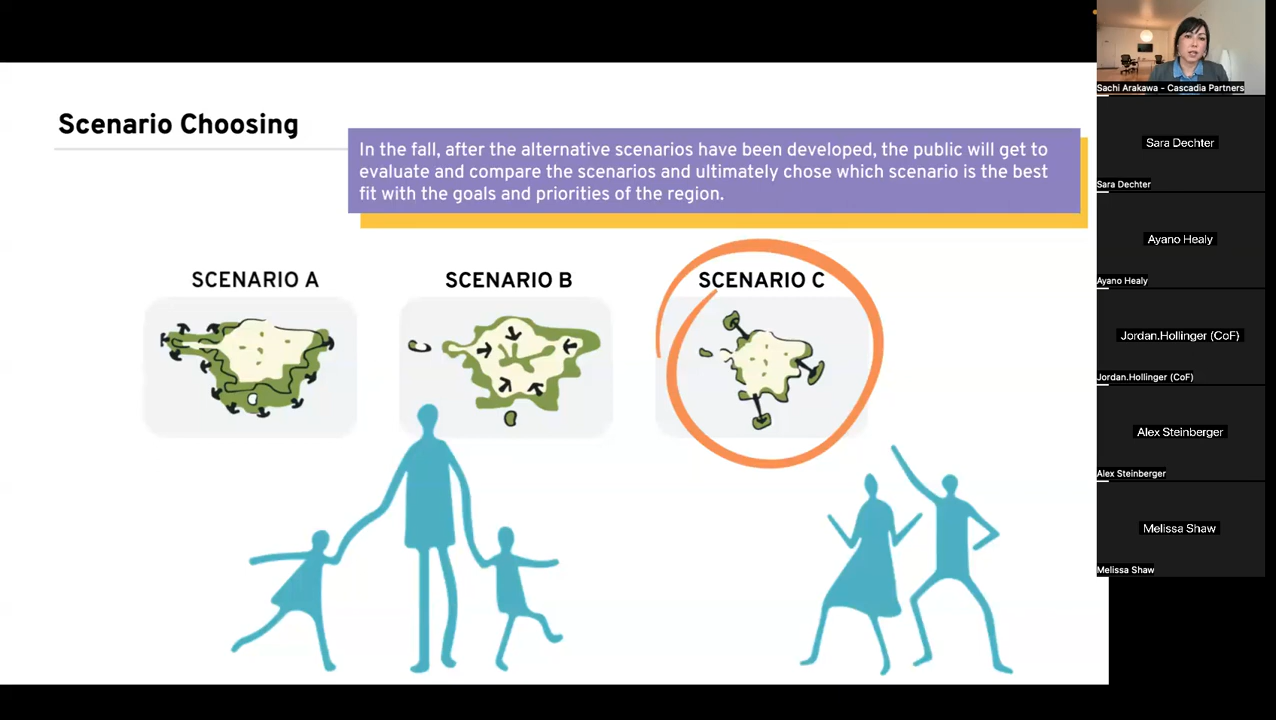 Scenario Choosing
In the fall, after the alternative scenarios have been developed, the public will get to
evaluate and compare the scenarios and ultimately chose which scenario is the best
fit with the goals and priorities of the region.
SCENARIO A
SCENARIO B
SCENARIO C
Sachi Arakawa - Cascadia Partners
Sara Dechter
Sara Dechter
Ayano Healy
Ayano Healy
Jordan.Hollinger (CoF)
Jordan.Hollinger (CoF)
Alex Steinberger
Alex Steinberger
Melissa Shaw
Melissa Shaw